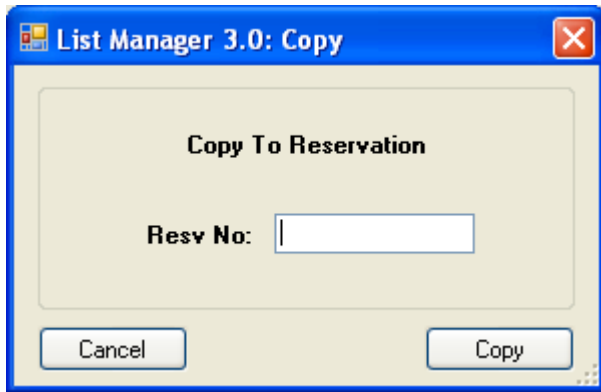 List Manager 3.0: Copy
Copy To Reservation
Resv No:
Cancel
Copy